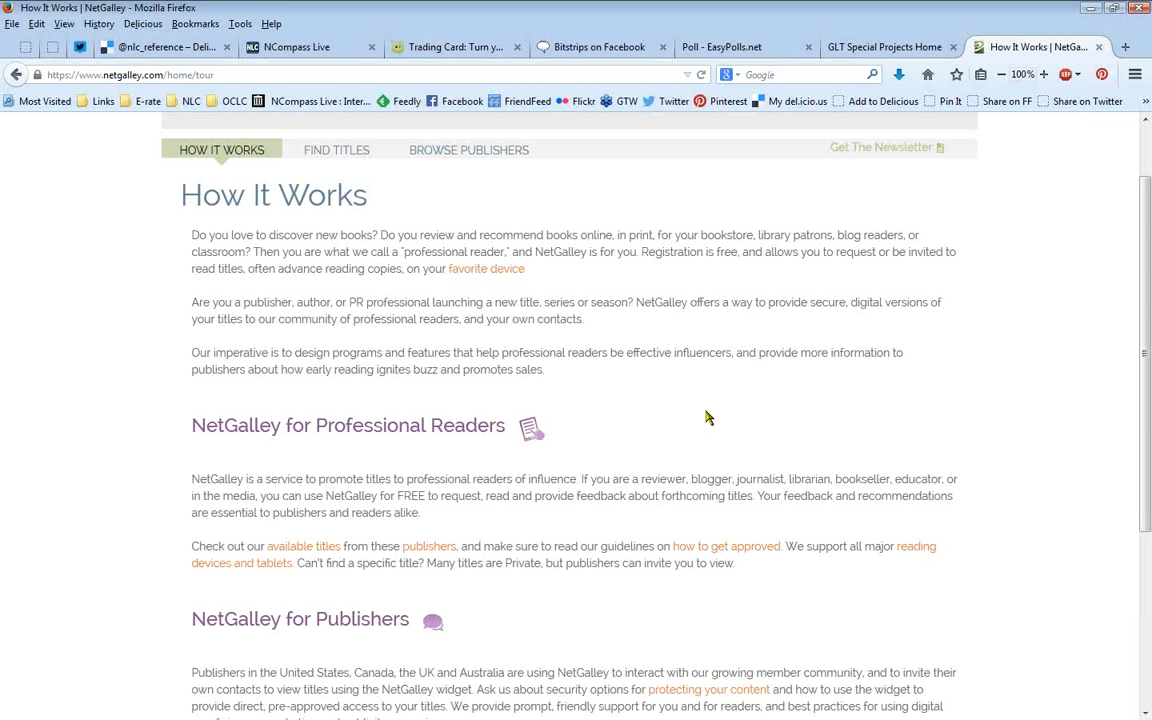 How It Works | NetGalley - Mozilla Firefox
File Edit View History Delicious Bookmarks Tools Help
@nlc_reference – Deli... NCompass Live Trading Card: Turn y... Bitstrips on Facebook Poll - EasyPolls.net GLT Special Projects Home How It Works | NetGa...
https://www.netgalley.com/home/tour Google 100%
Most Visited Links E-rate NLC OCLC NCompass Live: Inter... Feedly Facebook FriendFeed Flickr GTW Twitter Pinterest My del.icio.us Add to Delicious Pin It Share on FF Share on Twitter
HOW IT WORKS FIND TITLES BROWSE PUBLISHERS Get The Newsletter
How It Works
Do you love to discover new books? Do you review and recommend books online, in print, for your bookstore, library patrons, blog readers, or
classroom? Then you are what we call a "professional reader," and NetGalley is for you. Registration is free, and allows you to request or be invited to
read titles, often advance reading copies, on your favorite device
Are you a publisher, author, or PR professional launching a new title, series or season? NetGalley offers a way to provide secure, digital versions of
your titles to our community of professional readers, and your own contacts.
Our imperative is to design programs and features that help professional readers be effective influencers, and provide more information to
publishers about how early reading ignites buzz and promotes sales.
NetGalley for Professional Readers
NetGalley is a service to promote titles to professional readers of influence. If you are a reviewer, blogger, journalist, librarian, bookseller, educator, or
in the media, you can use NetGalley for FREE to request, read and provide feedback about forthcoming titles. Your feedback and recommendations
are essential to publishers and readers alike.
Check out our available titles from these publishers, and make sure to read our guidelines on how to get approved. We support all major reading
devices and tablets. Can't find a specific title? Many titles are Private, but publishers can invite you to view.
NetGalley for Publishers
Publishers in the United States, Canada, the UK and Australia are using NetGalley to interact with our growing member community, and to invite their
own contacts to view titles using the NetGalley widget. Ask us about security options for protecting your content and how to use the widget to
provide direct, pre-approved access to your titles. We provide prompt, friendly support for you and for readers, and best practices for using digital